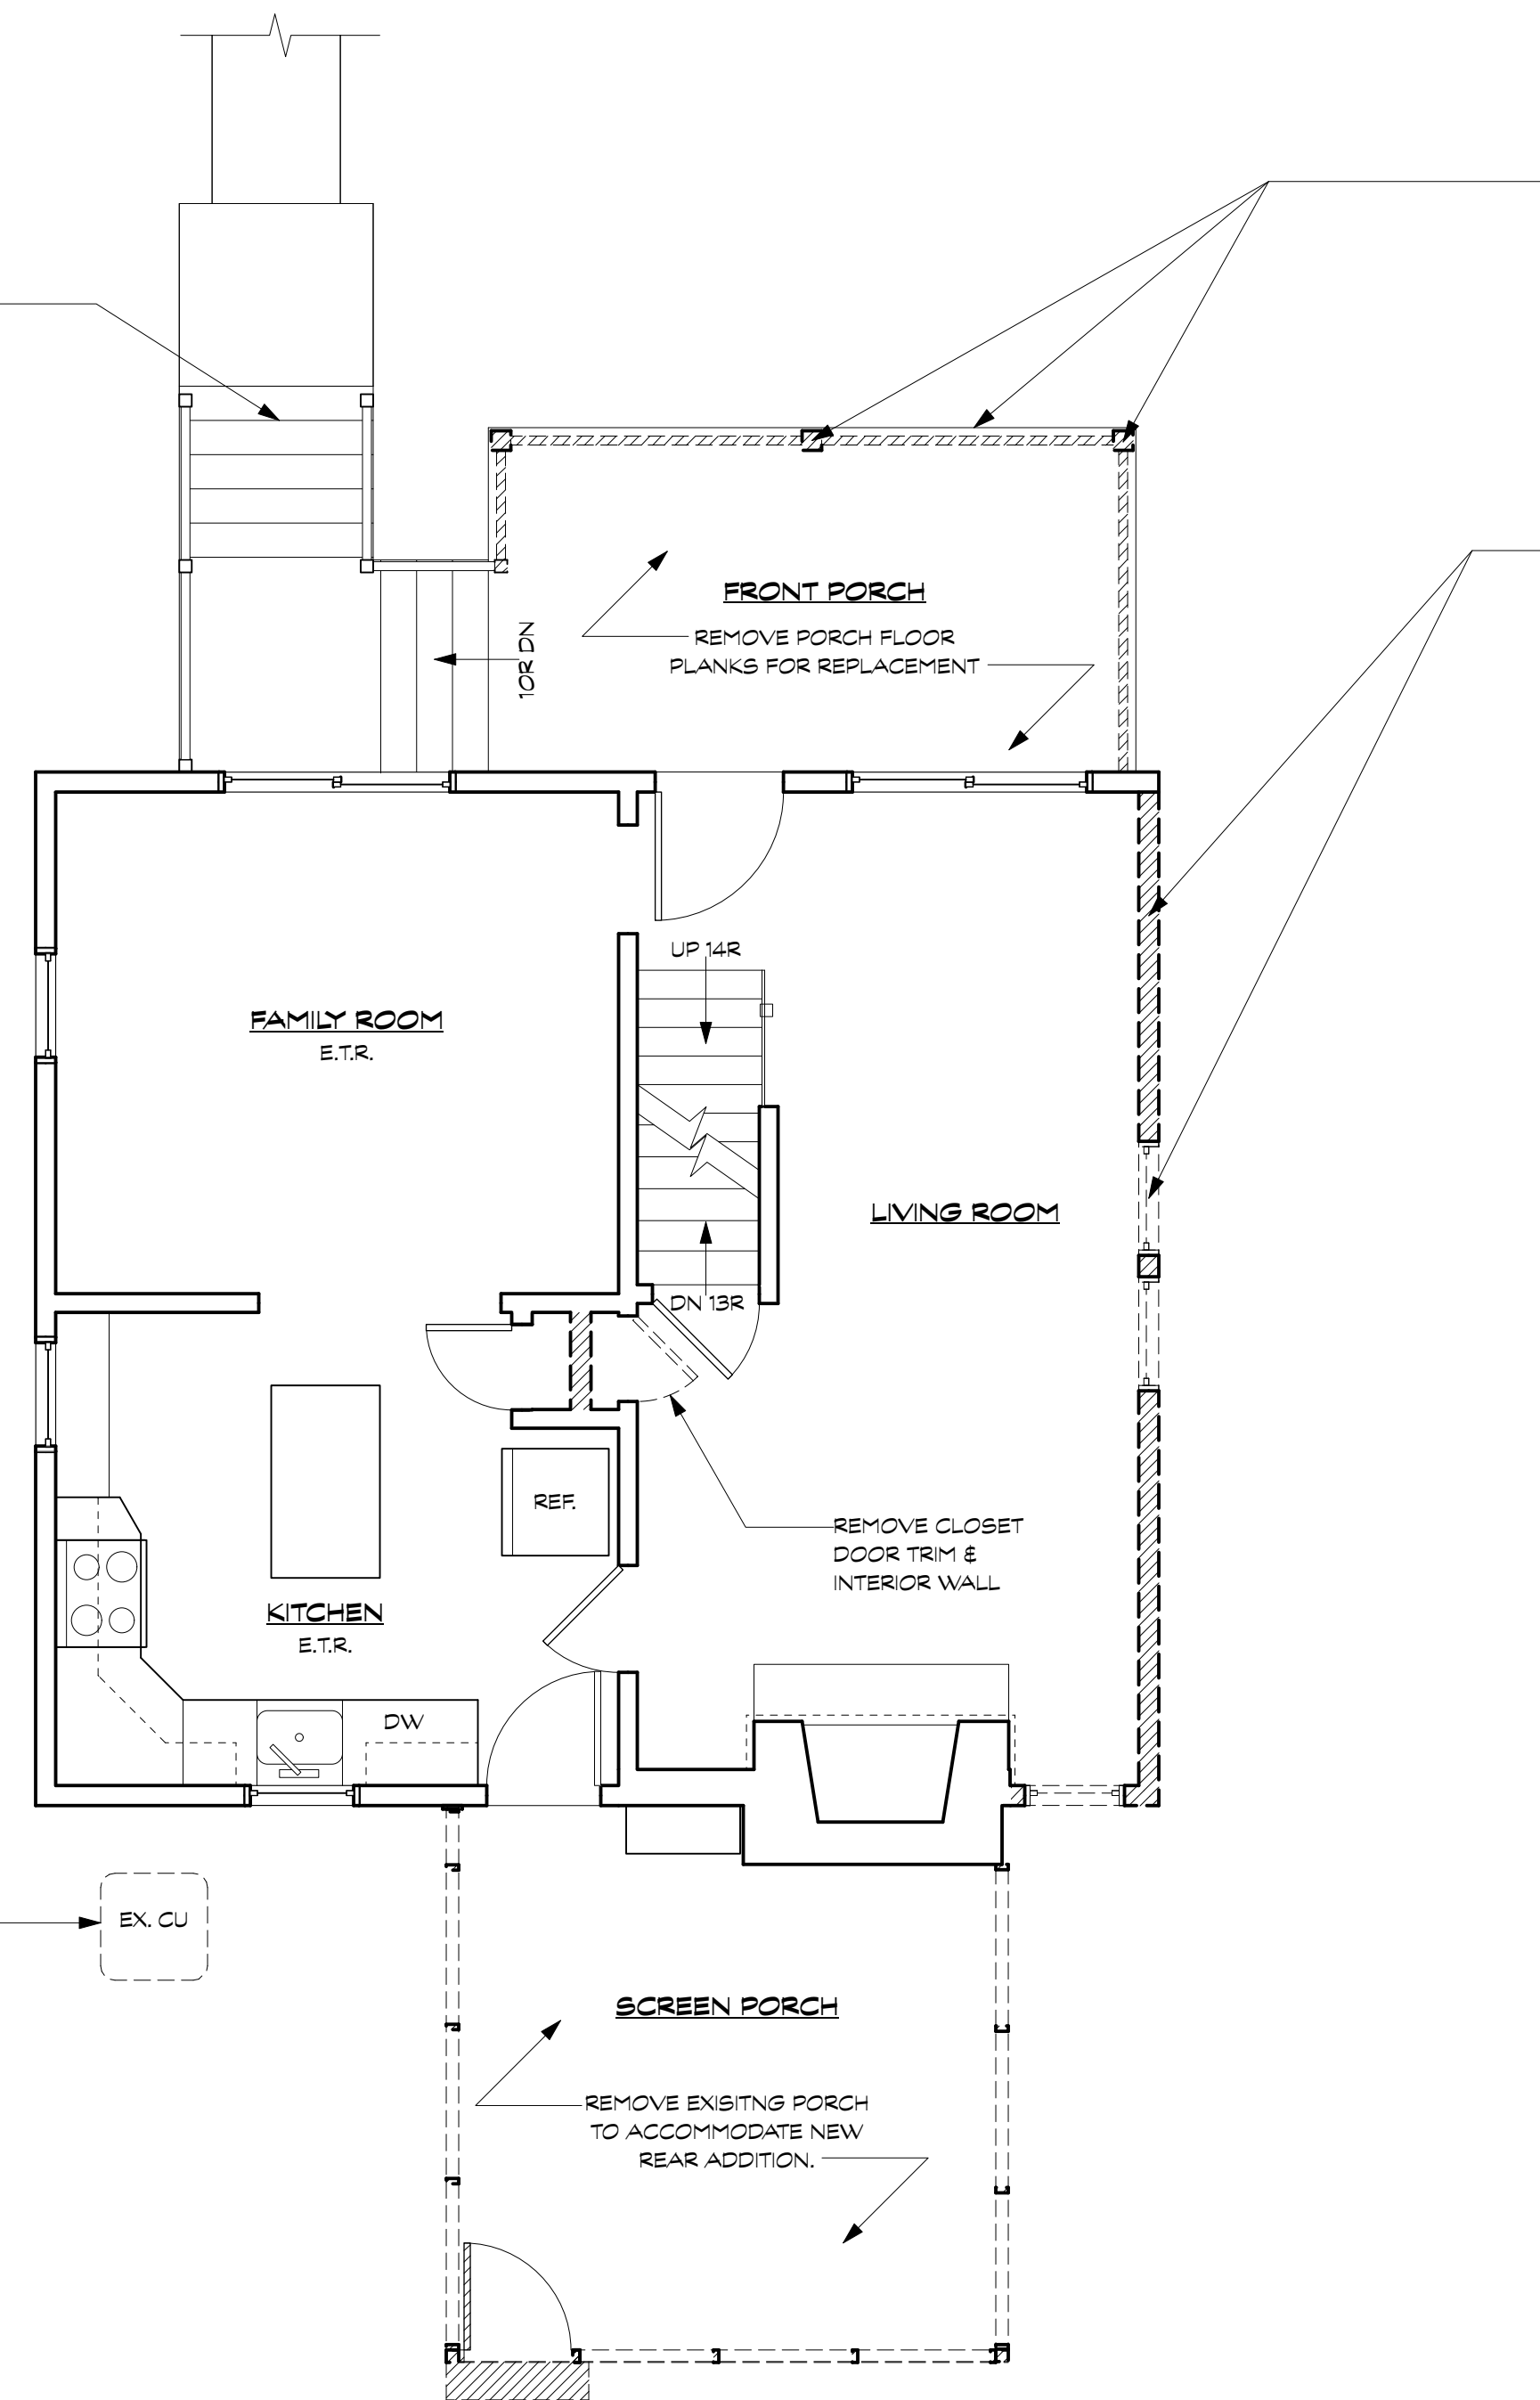 FRONT PORCH
REMOVE PORCH FLOOR
PLANKS FOR REPLACEMENT
10R DN
UP 14R
FAMILY ROOM
E.T.R.
LIVING ROOM
DN 13R
REF.
REMOVE CLOSET
DOOR TRIM &
INTERIOR WALL
KITCHEN
E.T.R.
DW
EX. CU
SCREEN PORCH
REMOVE EXISITNG PORCH
TO ACCOMMODATE NEW
REAR ADDITION.